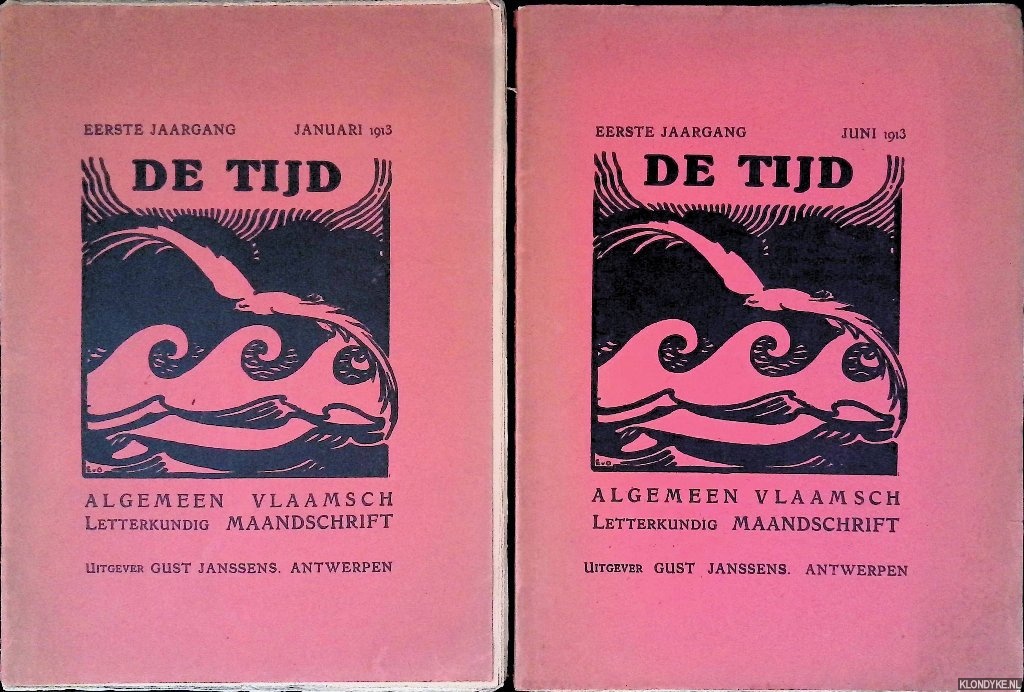 EERSTE JAARGANG JANUARI 1913
DE TIJD
E.v.O
ALGEMEEN VLAAMSCH
LETTERKUNDIG MAANDSCHRIFT
UITGEVER GUST JANSSENS. ANTWERPEN
EERSTE JAARGANG JUNI 1913
DE TIJD
E.v.O
ALGEMEEN VLAAMSCH
LETTERKUNDIG MAANDSCHRIFT
UITGEVER GUST JANSSENS. ANTWERPEN
KLONDYKE.NL